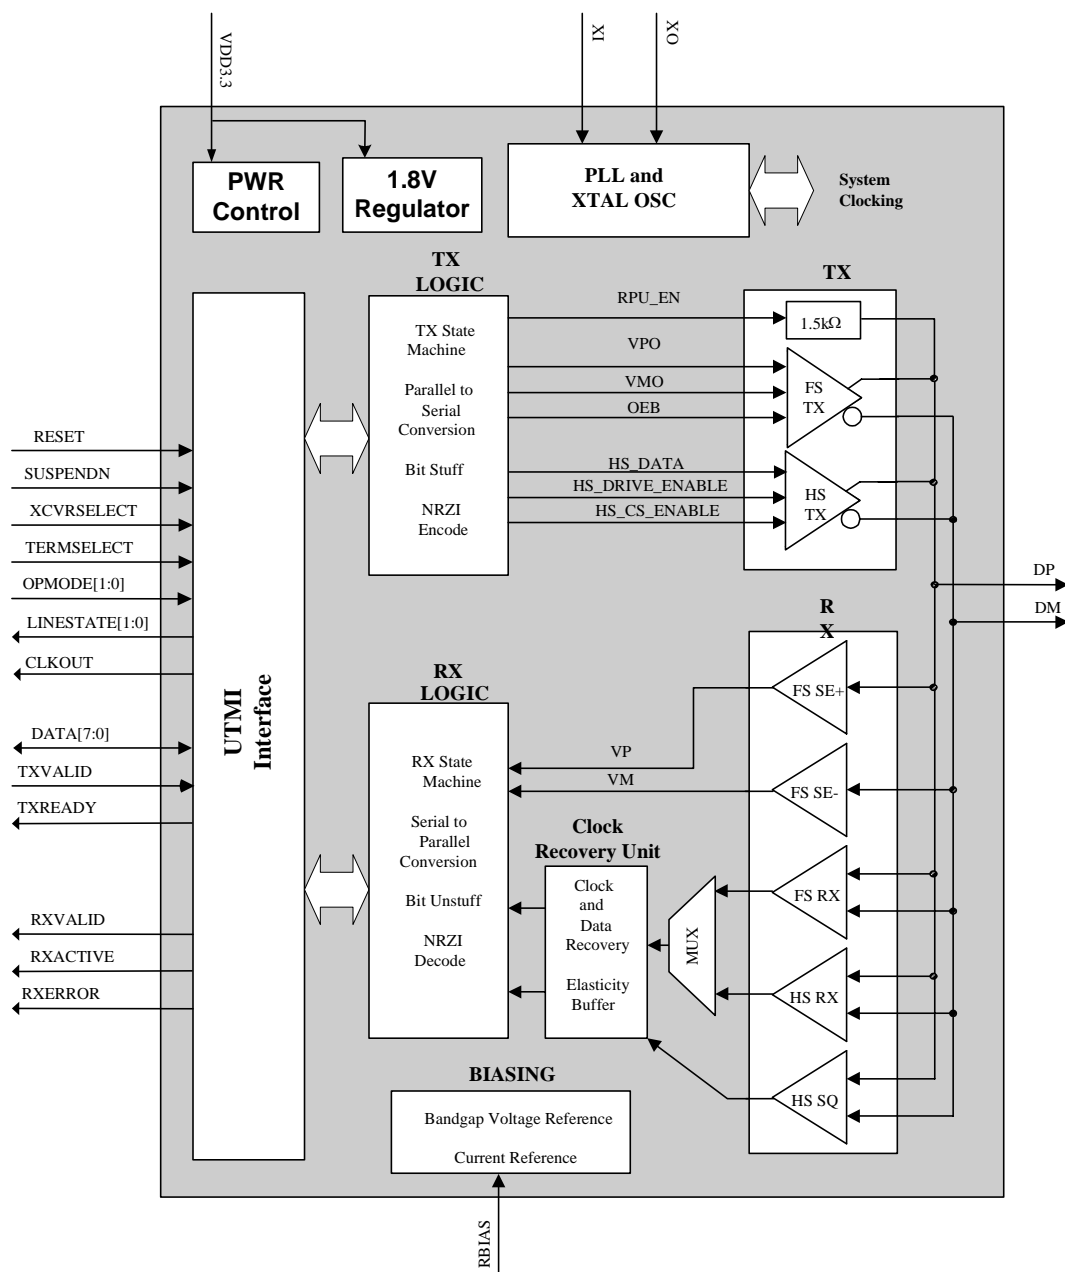 VDD3.3
XI
XO
PWR
Control
1.8V
Regulator
PLL and
XTAL OSC
System
Clocking
TX
LOGIC
TX State
Machine
Parallel to
Serial
Conversion
Bit Stuff
NRZI
Encode
RPU_EN
VPO
VMO
OEB
HS_DATA
HS_DRIVE_ENABLE
HS_CS_ENABLE
TX
1.5kΩ
FS
TX
HS
TX
RESET
SUSPENDN
XCVRSELECT
TERMSELECT
OPMODE[1:0]
LINESTATE[1:0]
CLKOUT
DATA[7:0]
TXVALID
TXREADY
RXVALID
RXACTIVE
RXERROR
UTMI
Interface
DP
DM
RX
LOGIC
RX State
Machine
Serial to
Parallel
Conversion
Bit Unstuff
NRZI
Decode
VP
VM
Clock
Recovery Unit
Clock
and
Data
Recovery
Elasticity
Buffer
MUX
R
X
FS SE+
FS SE-
FS RX
HS RX
HS SQ
BIASING
Bandgap Voltage Reference
Current Reference
RBIAS